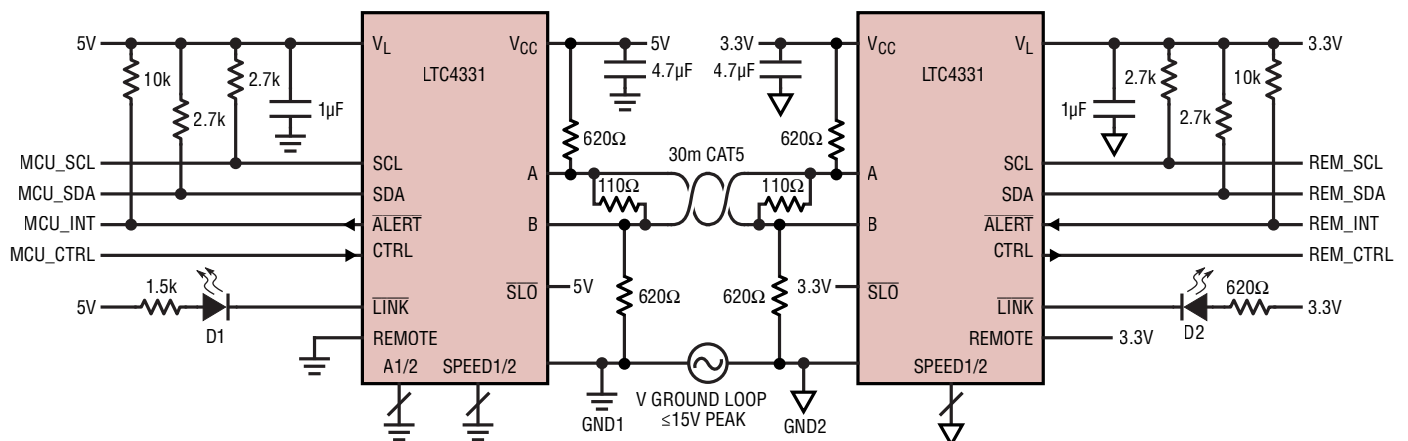 5V
V_L
V_CC
5V
3.3V
V_CC
V_L
3.3V
10k
2.7k
2.7k
1µF
LTC4331
4.7µF
4.7µF
LTC4331
1µF
2.7k
2.7k
10k
620Ω
620Ω
30m CAT5
MCU_SCL
SCL
SCL
REM_SCL
MCU_SDA
SDA
A
110Ω
110Ω
A
SDA
REM_SDA
MCU_INT
ALERT
B
B
ALERT
REM_INT
MCU_CTRL
CTRL
CTRL
REM_CTRL
5V
1.5k
D1
LINK
SLO
5V
620Ω
620Ω
3.3V
SLO
LINK
D2
620Ω
3.3V
REMOTE
REMOTE
3.3V
A1/2
SPEED1/2
SPEED1/2
GND1
V GROUND LOOP
≤15V PEAK
GND2